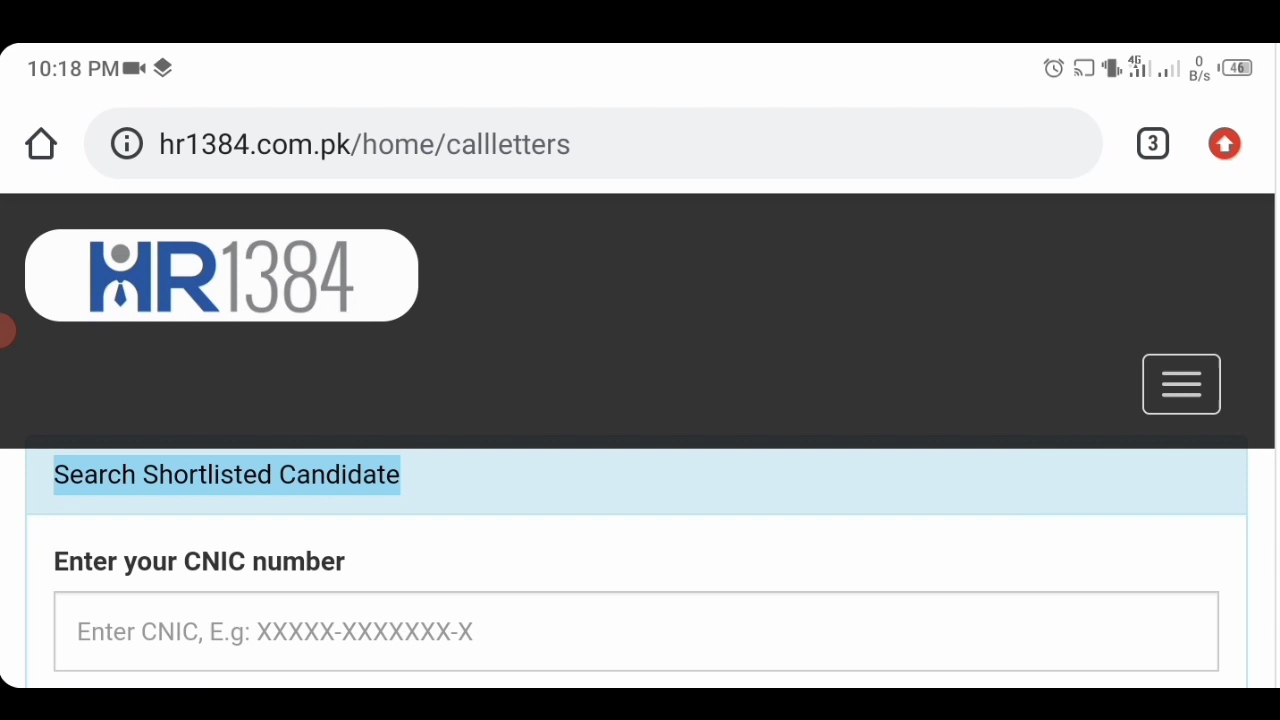 10:18 PM
4G
0
B/s
46
hr1384.com.pk/home/callletters
3
HR1384
Search Shortlisted Candidate
Enter your CNIC number
Enter CNIC, E.g: XXXXX-XXXXXXX-X